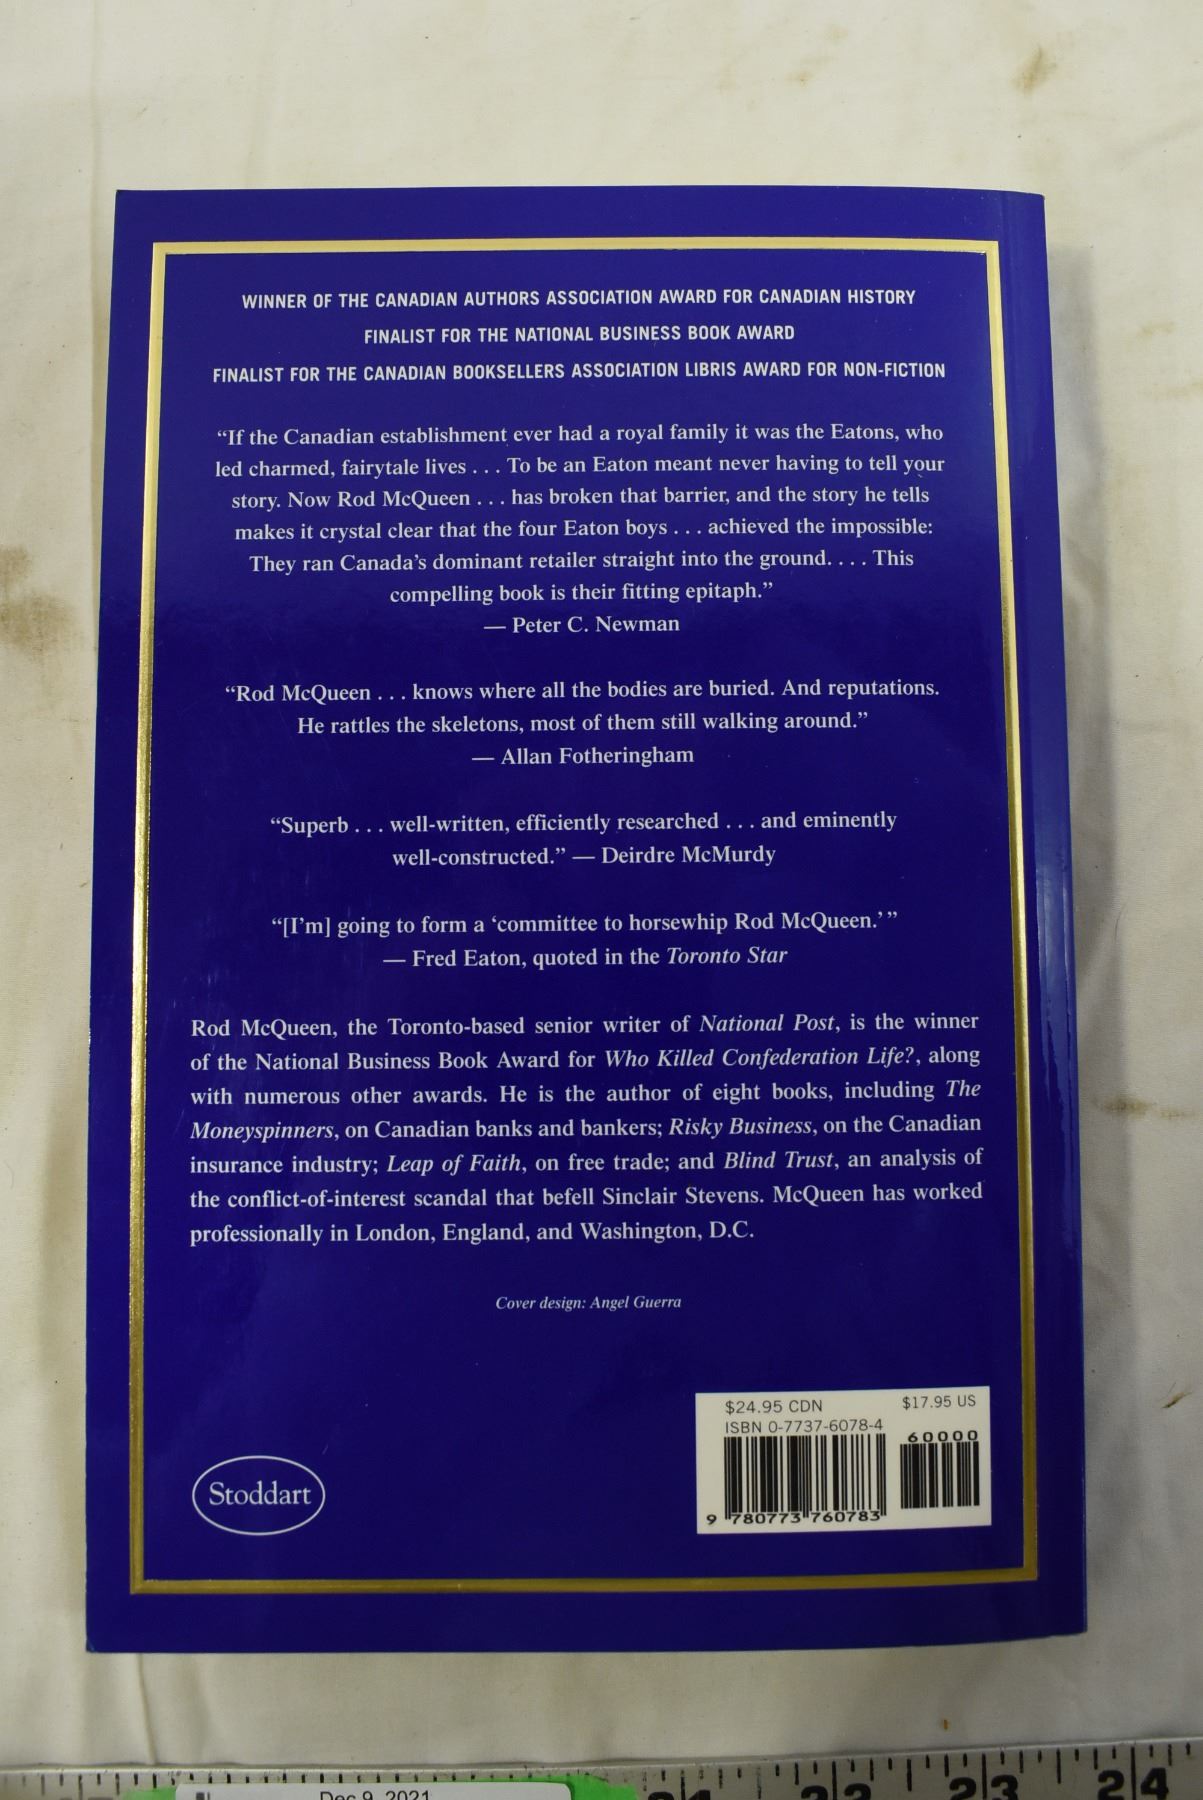 WINNER OF THE CANADIAN AUTHORS ASSOCIATION AWARD FOR CANADIAN HISTORY
FINALIST FOR THE NATIONAL BUSINESS BOOK AWARD
FINALIST FOR THE CANADIAN BOOKSELLERS ASSOCIATION LIBRIS AWARD FOR NON-FICTION
“If the Canadian establishment ever had a royal family it was the Eatons, who
led charmed, fairytale lives . . . To be an Eaton meant never having to tell your
story. Now Rod McQueen . . . has broken that barrier, and the story he tells
makes it crystal clear that the four Eaton boys . . . achieved the impossible:
They ran Canada’s dominant retailer straight into the ground. . . . This
compelling book is their fitting epitaph.”
— Peter C. Newman
“Rod McQueen . . . knows where all the bodies are buried. And reputations.
He rattles the skeletons, most of them still walking around.”
— Allan Fotheringham
“Superb . . . well-written, efficiently researched . . . and eminently
well-constructed.” — Deirdre McMurdy
“[I’m] going to form a ‘committee to horsewhip Rod McQueen.’ ”
— Fred Eaton, quoted in the Toronto Star
Rod McQueen, the Toronto-based senior writer of National Post, is the winner
of the National Business Book Award for Who Killed Confederation Life?, along
with numerous other awards. He is the author of eight books, including The
Moneyspinners, on Canadian banks and bankers; Risky Business, on the Canadian
insurance industry; Leap of Faith, on free trade; and Blind Trust, an analysis of
the conflict-of-interest scandal that befell Sinclair Stevens. McQueen has worked
professionally in London, England, and Washington, D.C.
Cover design: Angel Guerra
$24.95 CDN $17.95 US
ISBN 0-7737-6078-4
60000
9 780773 760783
Stoddart
Dec 9, 2021
22 23 24